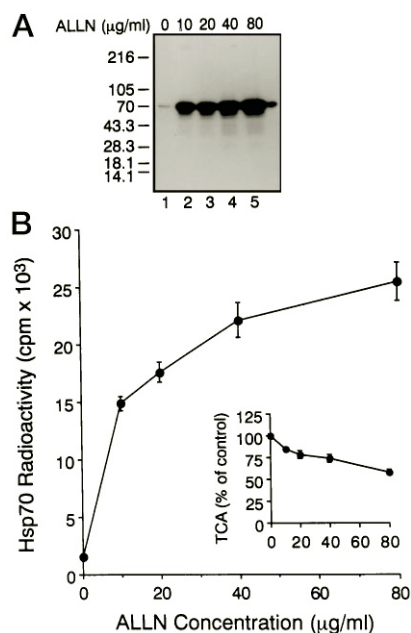 A
ALLN (μg/ml) 0 10 20 40 80
216
105
70
43.3
28.3
18.1
14.1
1 2 3 4 5
B
Hsp70 Radioactivity (cpm x 10³)
30
25
20
15
10
5
0
TCA (% of control)
125
100
75
50
25
0
0 20 40 60 80
0 20 40 60 80
ALLN Concentration (μg/ml)